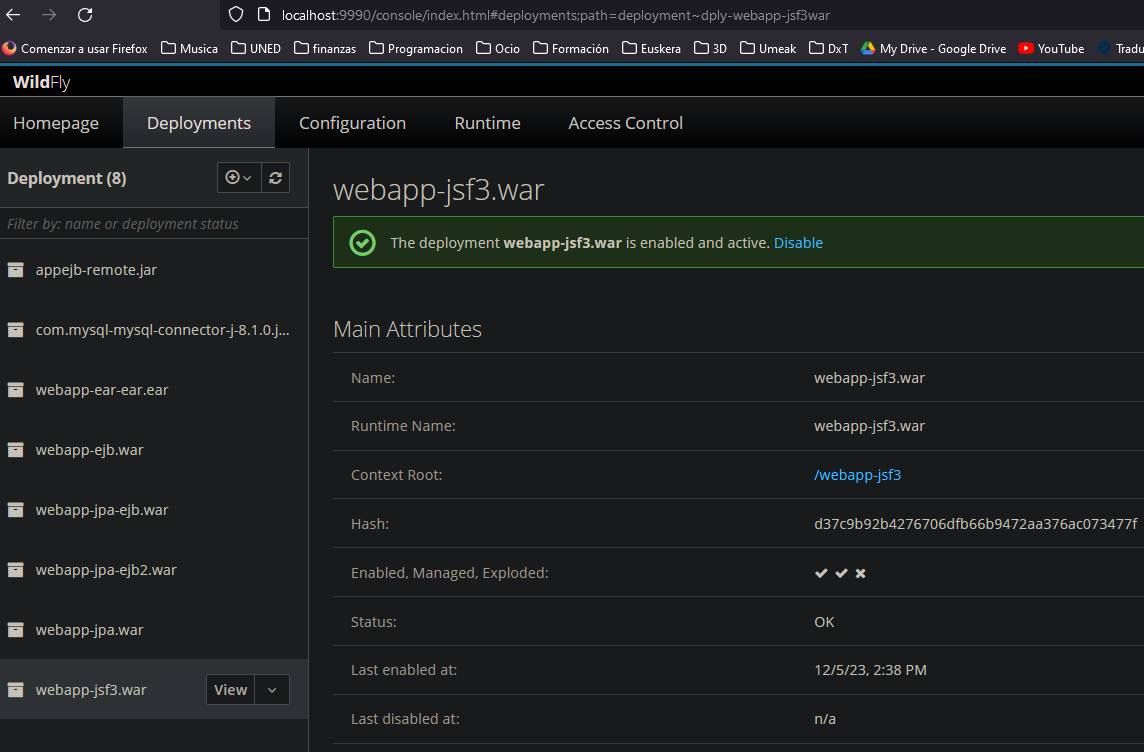 localhost:9990/console/index.html#deployments;path=deployment~dply-webapp-jsf3war
Comenzar a usar Firefox Musica UNED finanzas Programacion Ocio Formación Euskera 3D Umeak DxT My Drive - Google Drive YouTube Tradu
WildFly
Homepage Deployments Configuration Runtime Access Control
Deployment (8)
Filter by: name or deployment status
appejb-remote.jar
com.mysql-mysql-connector-j-8.1.0.j...
webapp-ear-ear.ear
webapp-ejb.war
webapp-jpa-ejb.war
webapp-jpa-ejb2.war
webapp-jpa.war
webapp-jsf3.war View
webapp-jsf3.war
The deployment webapp-jsf3.war is enabled and active. Disable
Main Attributes
Name: webapp-jsf3.war
Runtime Name: webapp-jsf3.war
Context Root: /webapp-jsf3
Hash: d37c9b92b4276706dfb66b9472aa376ac073477f
Enabled, Managed, Exploded:
Status: OK
Last enabled at: 12/5/23, 2:38 PM
Last disabled at: n/a